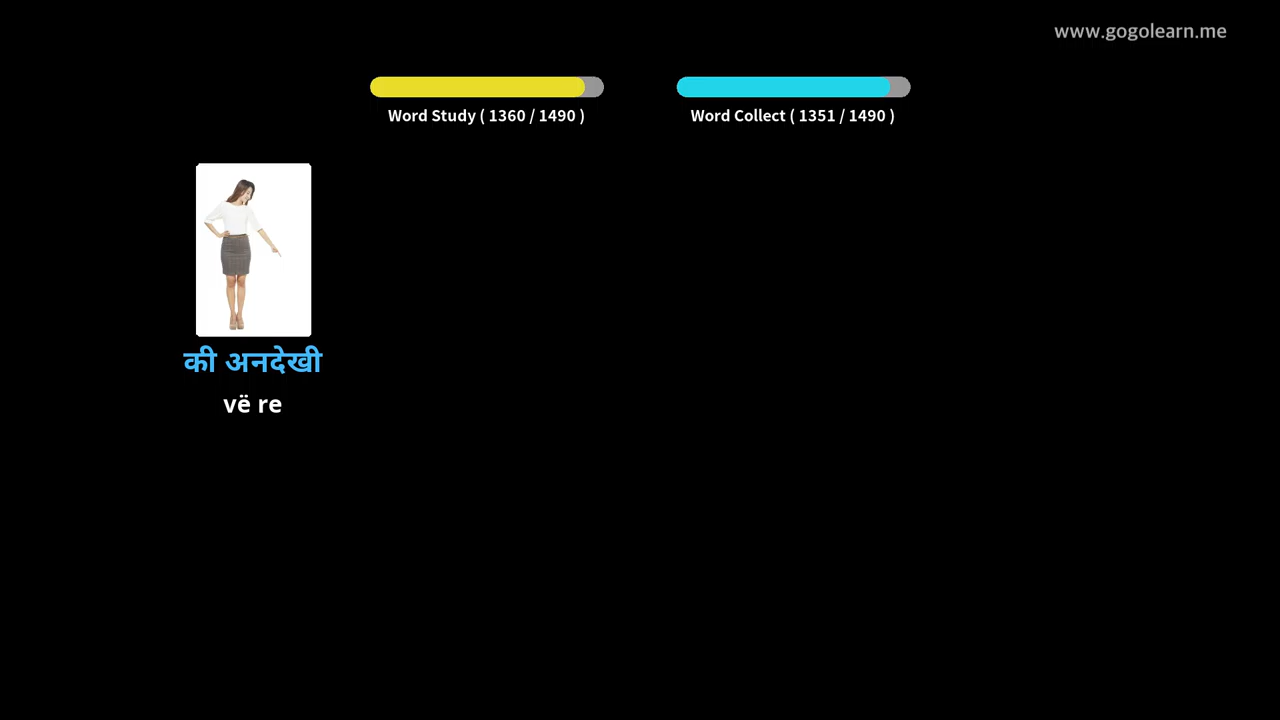 www.gogolearn.me
Word Study ( 1360 / 1490 )
Word Collect ( 1351 / 1490 )
की अनदेखी
vë re